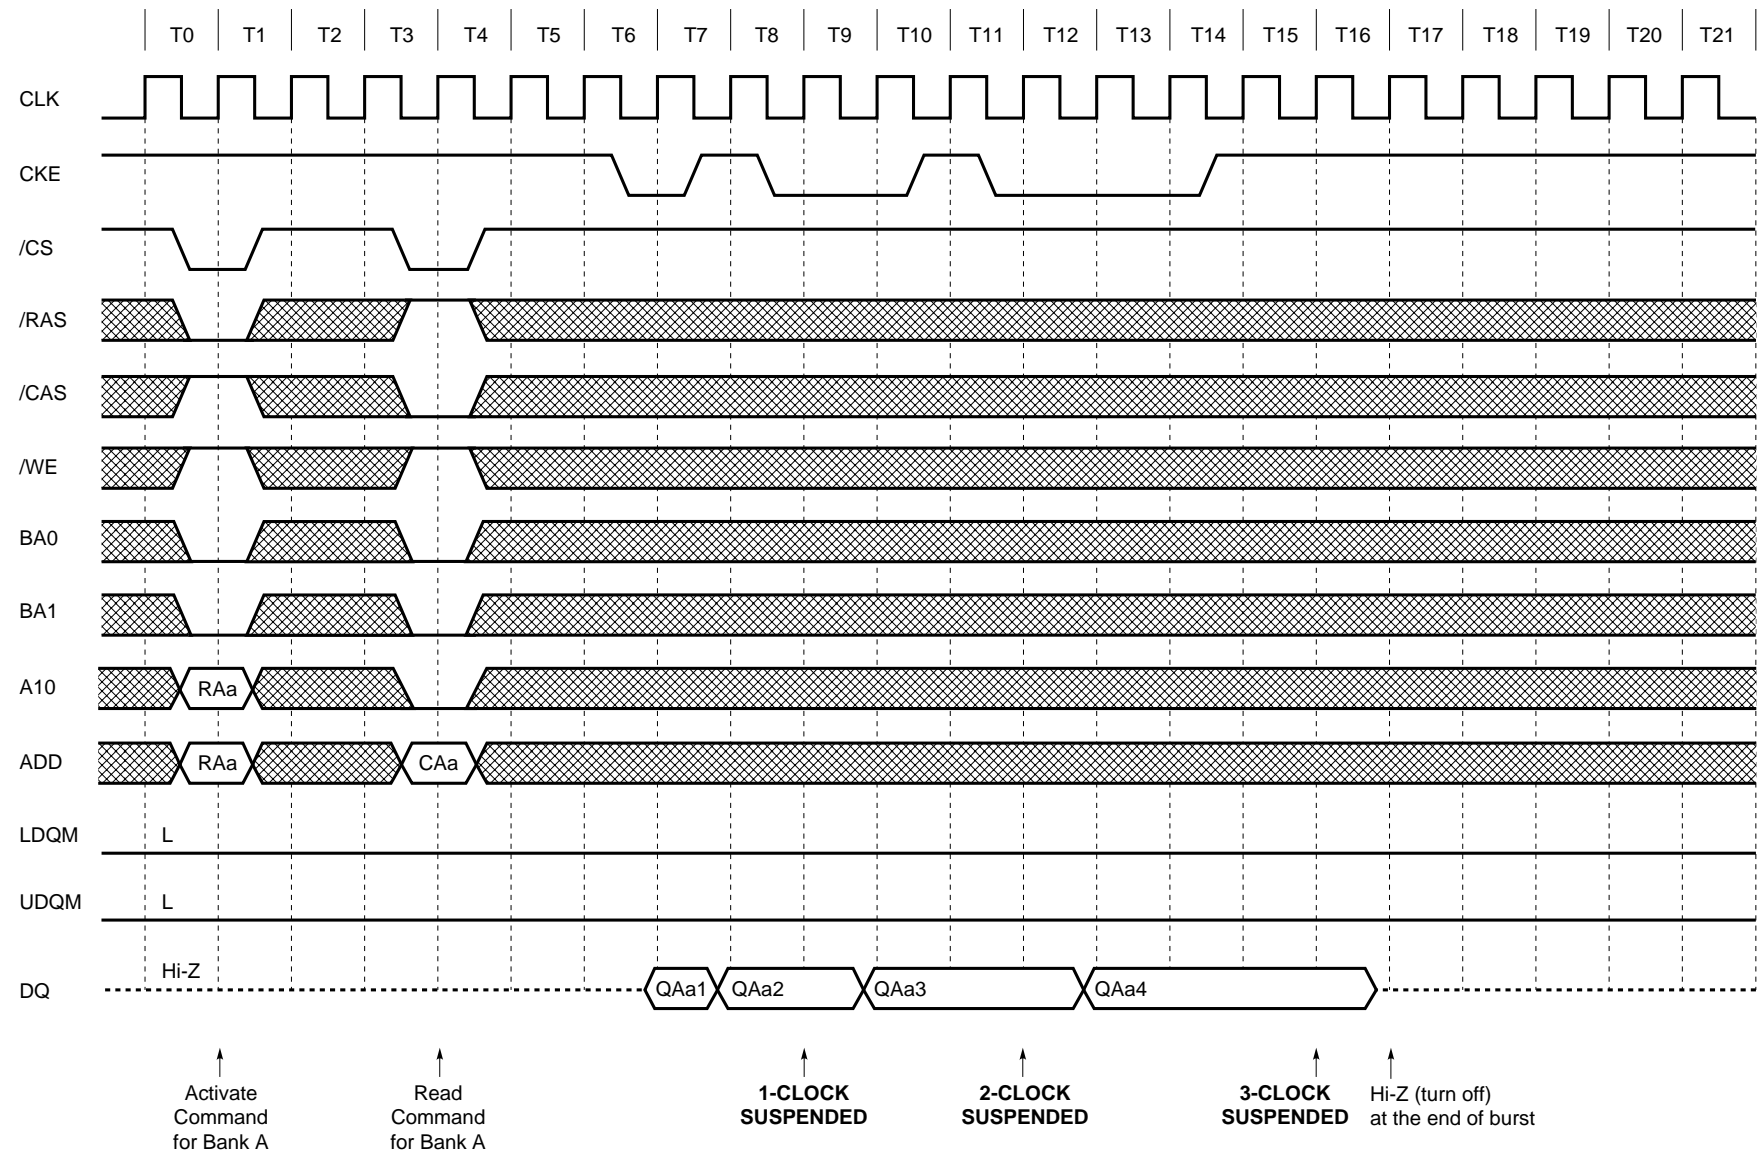 T0 T1 T2 T3 T4 T5 T6 T7 T8 T9 T10 T11 T12 T13 T14 T15 T16 T17 T18 T19 T20 T21
CLK
CKE
/CS
/RAS
/CAS
/WE
BA0
BA1
A10 RAa
ADD RAa CAa
LDQM L
UDQM L
Hi-Z
DQ QAa1 QAa2 QAa3 QAa4
Activate
Command
for Bank A
Read
Command
for Bank A
1-CLOCK
SUSPENDED
2-CLOCK
SUSPENDED
3-CLOCK
SUSPENDED
Hi-Z (turn off)
at the end of burst